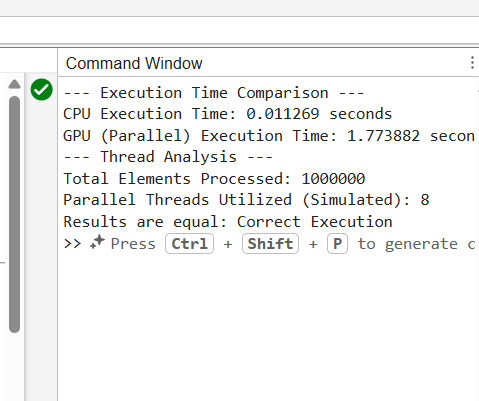 Command Window
--- Execution Time Comparison ---
CPU Execution Time: 0.011269 seconds
GPU (Parallel) Execution Time: 1.773882 secon
--- Thread Analysis ---
Total Elements Processed: 1000000
Parallel Threads Utilized (Simulated): 8
Results are equal: Correct Execution
>> Press Ctrl + Shift + P to generate c